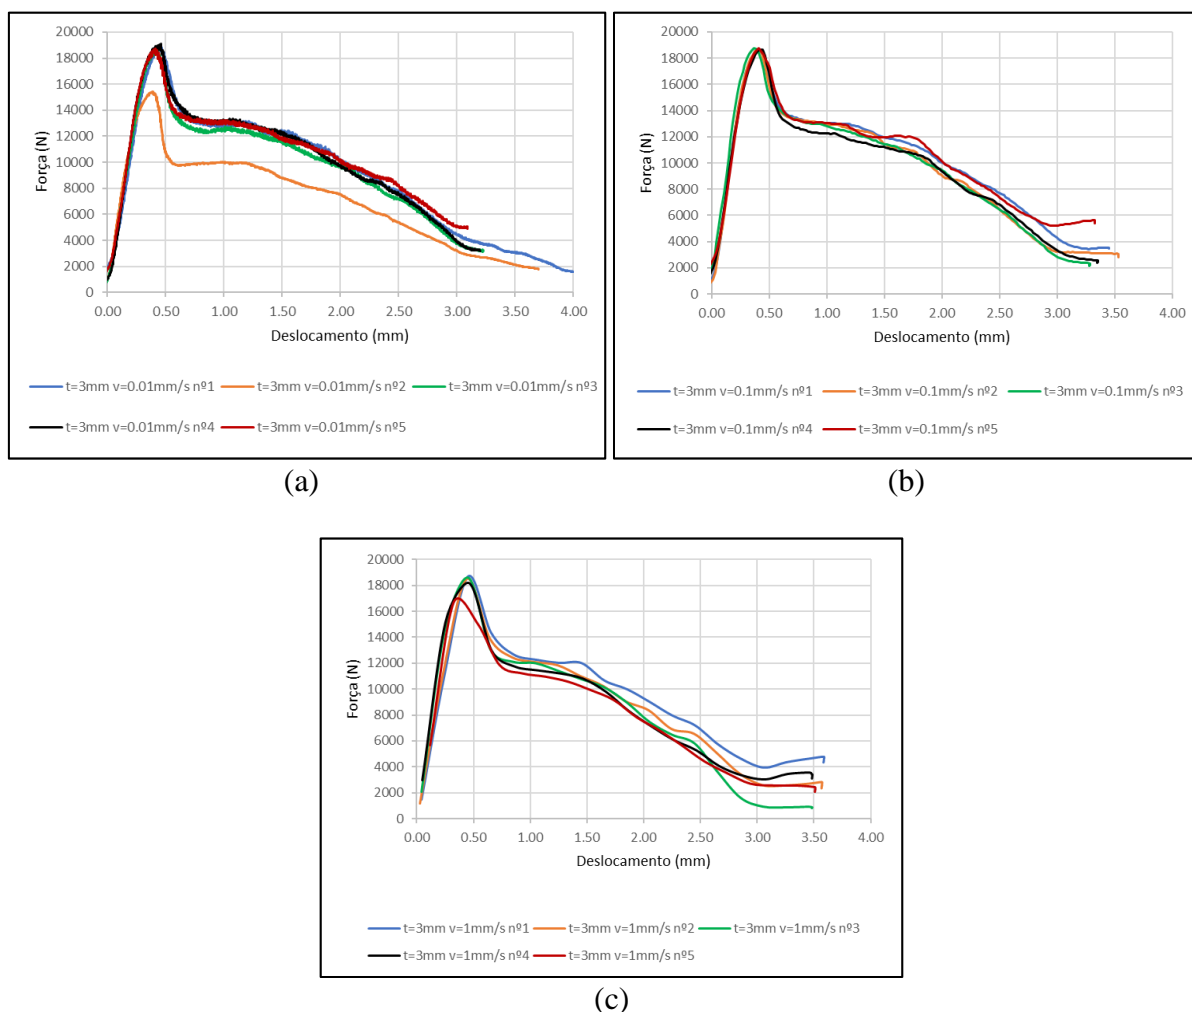 20000
18000
16000
14000
12000
10000
8000
6000
4000
2000
0
Força (N)
0.00 0.50 1.00 1.50 2.00 2.50 3.00 3.50 4.00
Deslocamento (mm)
t=3mm v=0.01mm/s nº1 t=3mm v=0.01mm/s nº2 t=3mm v=0.01mm/s nº3
t=3mm v=0.01mm/s nº4 t=3mm v=0.01mm/s nº5
(a)
20000
18000
16000
14000
12000
10000
8000
6000
4000
2000
0
Força (N)
0.00 0.50 1.00 1.50 2.00 2.50 3.00 3.50 4.00
Deslocamento (mm)
t=3mm v=0.1mm/s nº1 t=3mm v=0.1mm/s nº2 t=3mm v=0.1mm/s nº3
t=3mm v=0.1mm/s nº4 t=3mm v=0.1mm/s nº5
(b)
20000
18000
16000
14000
12000
10000
8000
6000
4000
2000
0
Força (N)
0.00 0.50 1.00 1.50 2.00 2.50 3.00 3.50 4.00
Deslocamento (mm)
t=3mm v=1mm/s nº1 t=3mm v=1mm/s nº2 t=3mm v=1mm/s nº3
t=3mm v=1mm/s nº4 t=3mm v=1mm/s nº5
(c)